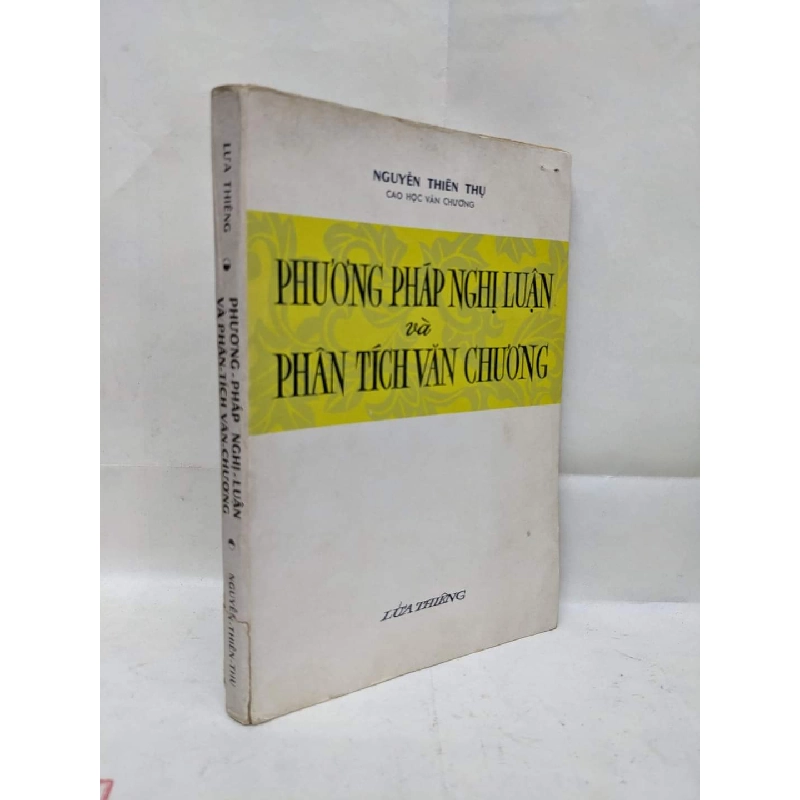 NGUYỄN THIÊN THỤ
CAO HỌC VĂN CHƯƠNG
PHƯƠNG PHÁP NGHỊ LUẬN
và
PHÂN TÍCH VĂN CHƯƠNG
LỬA THIÊNG
LỬA THIÊNG
PHƯƠNG-PHÁP NGHỊ-LUẬN
VÀ PHÂN-TÍCH VĂN-CHƯƠNG
NGUYỄN-THIÊN-THỤ